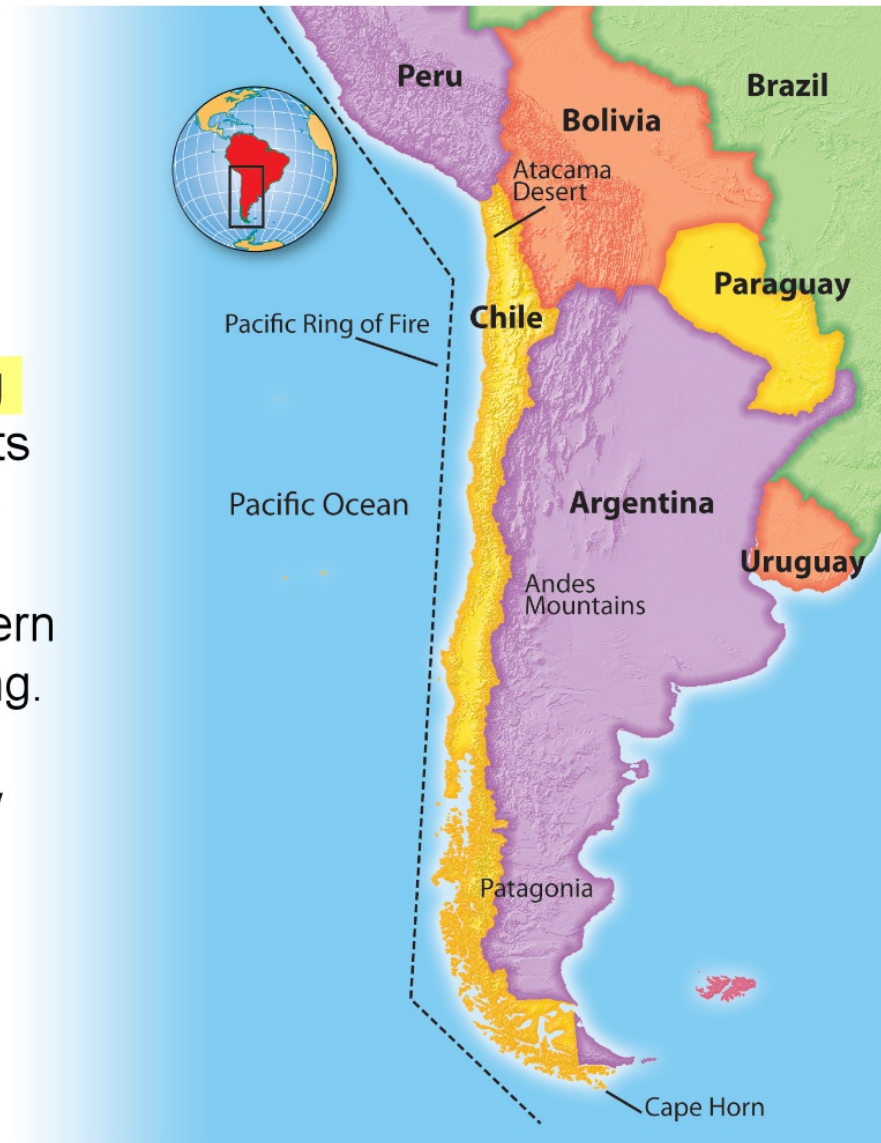 Peru
Brazil
Bolivia
Atacama
Desert
Paraguay
Pacific Ring of Fire
Chile
g
ts
Pacific Ocean
Argentina
Uruguay
Andes
Mountains
ern
ng.
Patagonia
Cape Horn